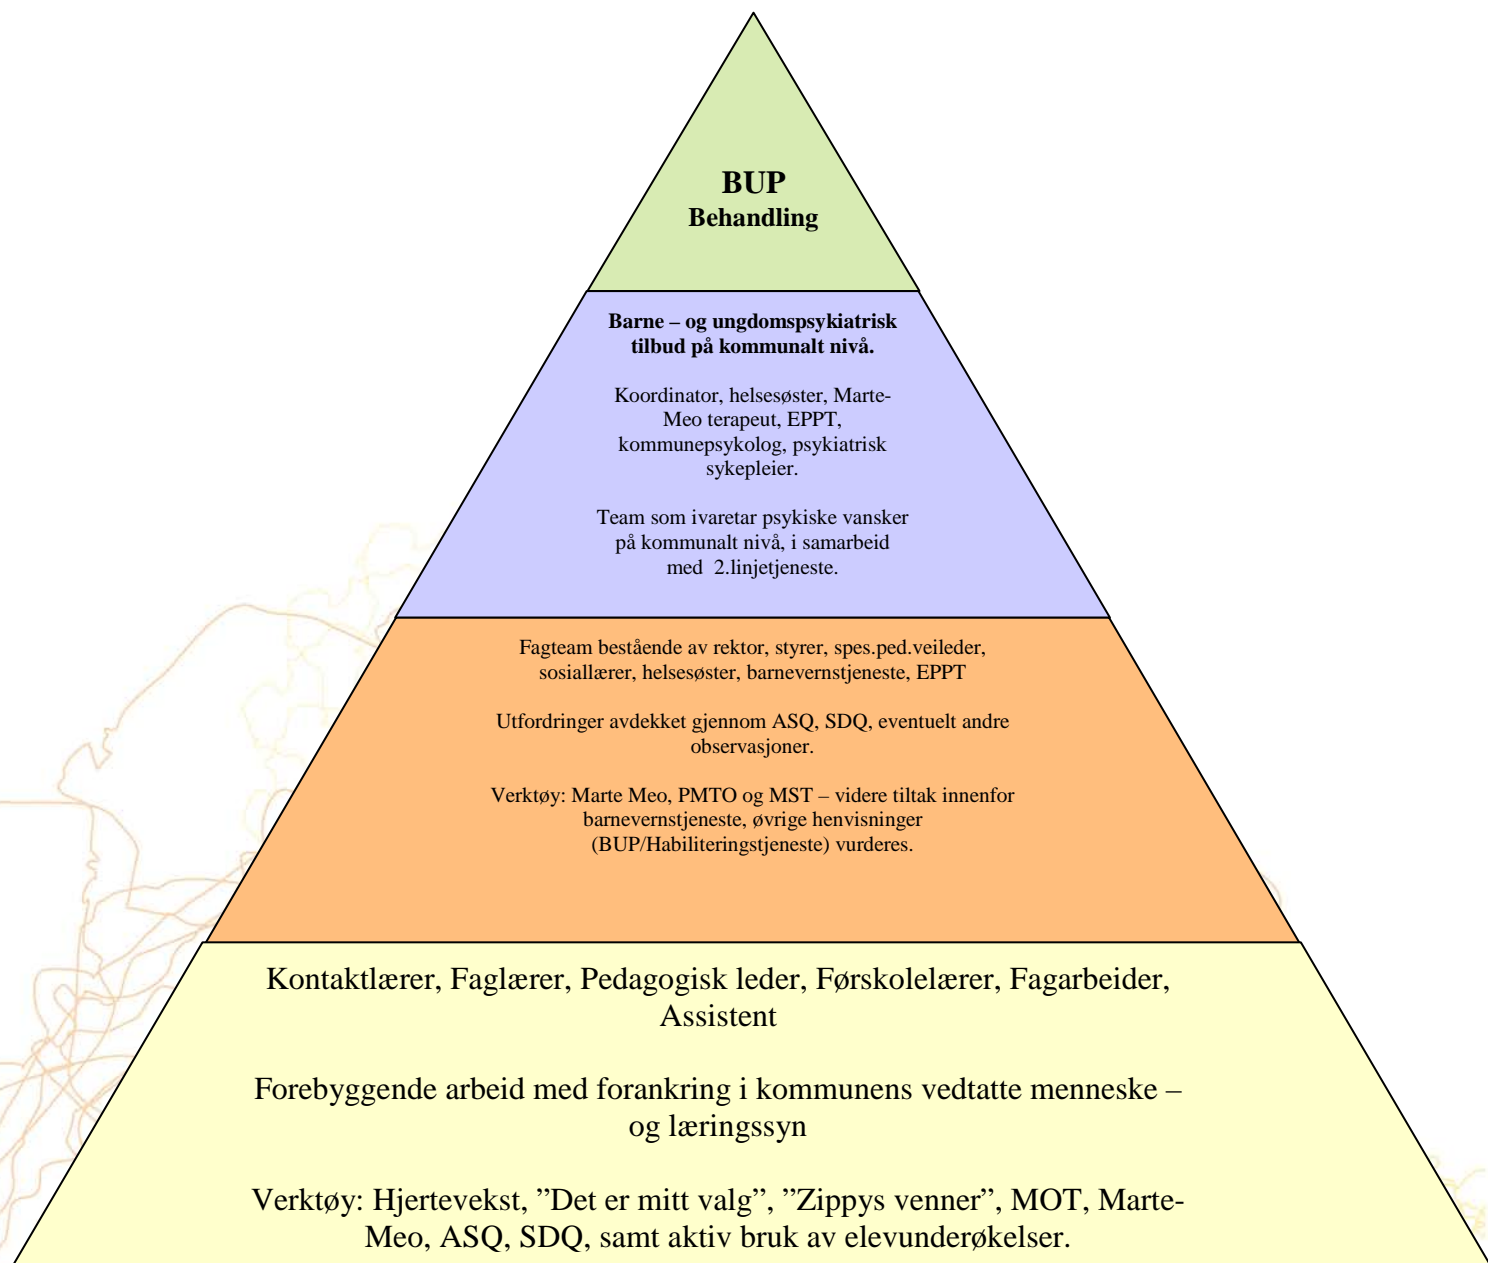 BUP
Behandling
Barne – og ungdomspsykiatrisk
tilbud på kommunalt nivå.
Koordinator, helsesøster, Marte-
Meo terapeut, EPPT,
kommunepsykolog, psykiatrisk
sykepleier.
Team som ivaretar psykiske vansker
på kommunalt nivå, i samarbeid
med 2.linjetjeneste.
Fagteam bestående av rektor, styrer, spes.ped.veileder,
sosiallærer, helsesøster, barnevernstjeneste, EPPT
Utfordringer avdekket gjennom ASQ, SDQ, eventuelt andre
observasjoner.
Verktøy: Marte Meo, PMTO og MST – videre tiltak innenfor
barnevernstjeneste, øvrige henvisninger
(BUP/Habiliteringstjeneste) vurderes.
Kontaktlærer, Faglærer, Pedagogisk leder, Førskolelærer, Fagarbeider,
Assistent
Forebyggende arbeid med forankring i kommunens vedtatte menneske –
og læringssyn
Verktøy: Hjertevekst, ”Det er mitt valg”, ”Zippys venner”, MOT, Marte-
Meo, ASQ, SDQ, samt aktiv bruk av elevunderøkelser.